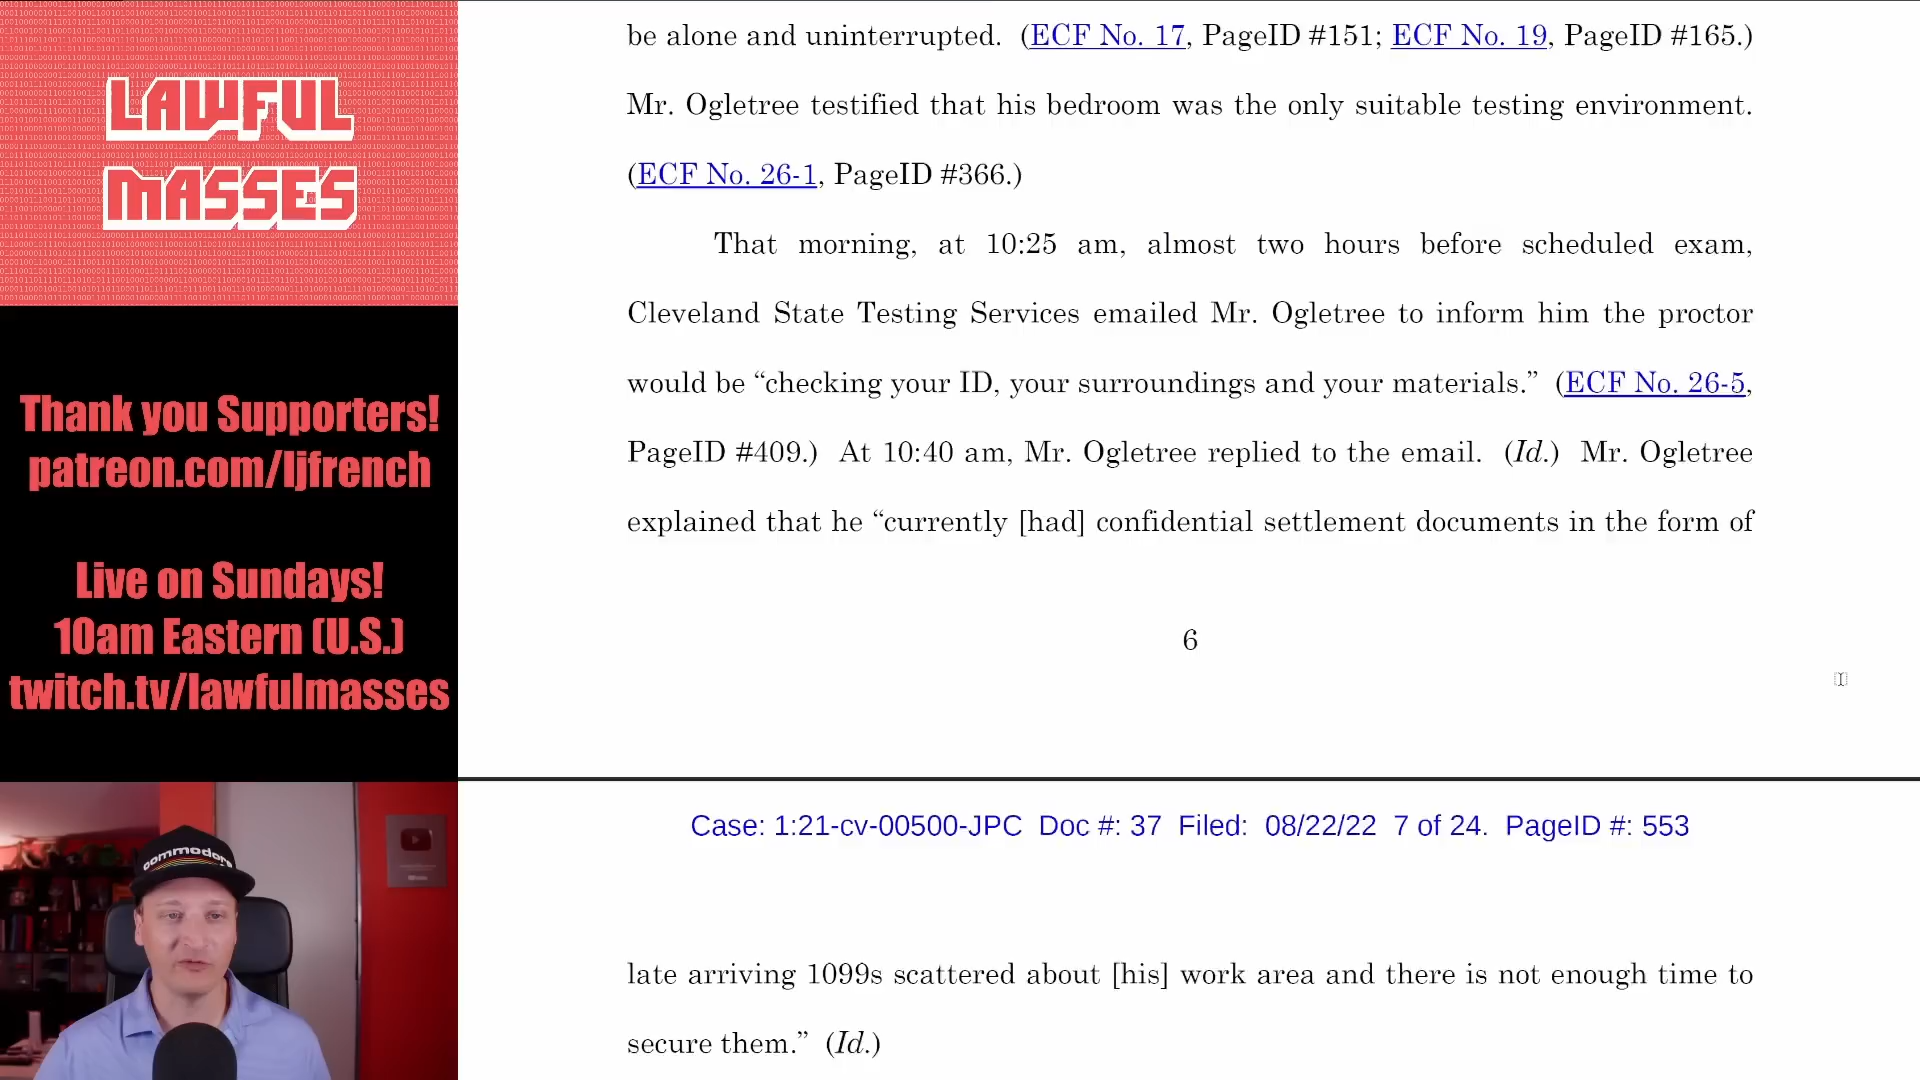 LAWFUL
MASSES
Thank you Supporters!
patreon.com/ljfrench
Live on Sundays!
10am Eastern (U.S.)
twitch.tv/lawfulmasses
commodore
be alone and uninterrupted. (ECF No. 17, PageID #151; ECF No. 19, PageID #165.)
Mr. Ogletree testified that his bedroom was the only suitable testing environment.
(ECF No. 26-1, PageID #366.)
That morning, at 10:25 am, almost two hours before scheduled exam,
Cleveland State Testing Services emailed Mr. Ogletree to inform him the proctor
would be “checking your ID, your surroundings and your materials.” (ECF No. 26-5,
PageID #409.) At 10:40 am, Mr. Ogletree replied to the email. (Id.) Mr. Ogletree
explained that he “currently [had] confidential settlement documents in the form of
6
Case: 1:21-cv-00500-JPC Doc #: 37 Filed: 08/22/22 7 of 24. PageID #: 553
late arriving 1099s scattered about [his] work area and there is not enough time to
secure them.” (Id.)